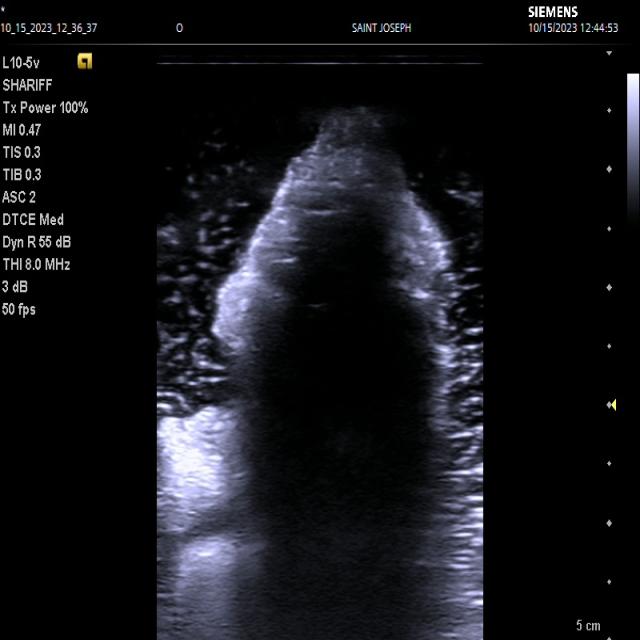 *
SIEMENS
10_15_2023_12_36_37 O SAINT JOSEPH 10/15/2023 12:44:53
L10-5v
SHARIFF
Tx Power 100%
MI 0.47
TIS 0.3
TIB 0.3
ASC 2
DTCE Med
Dyn R 55 dB
THI 8.0 MHz
3 dB
50 fps
5 cm